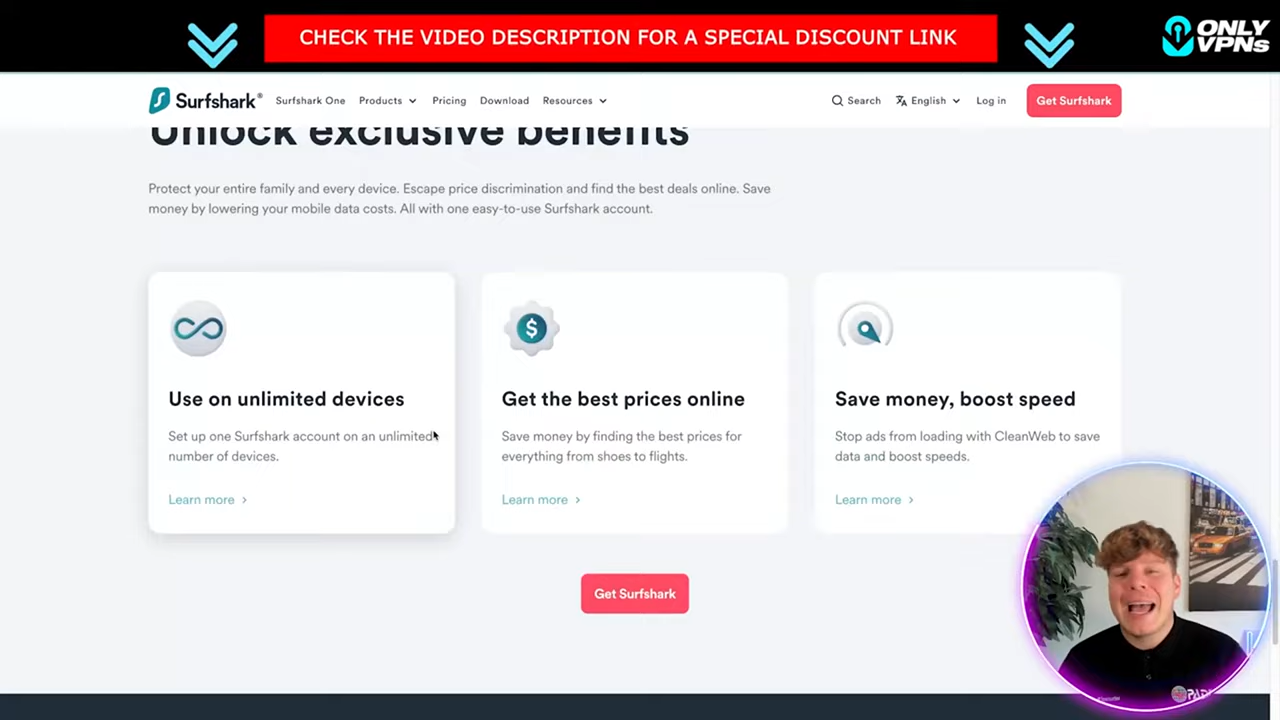 CHECK THE VIDEO DESCRIPTION FOR A SPECIAL DISCOUNT LINK
ONLY
VPNs
Surfshark® Surfshark One Products Pricing Download Resources Search English Log in Get Surfshark
Unlock exclusive benefits
Protect your entire family and every device. Escape price discrimination and find the best deals online. Save
money by lowering your mobile data costs. All with one easy-to-use Surfshark account.
Use on unlimited devices
Set up one Surfshark account on an unlimited
number of devices.
Learn more
Get the best prices online
Save money by finding the best prices for
everything from shoes to flights.
Learn more
Save money, boost speed
Stop ads from loading with CleanWeb to save
data and boost speeds.
Learn more
Get Surfshark